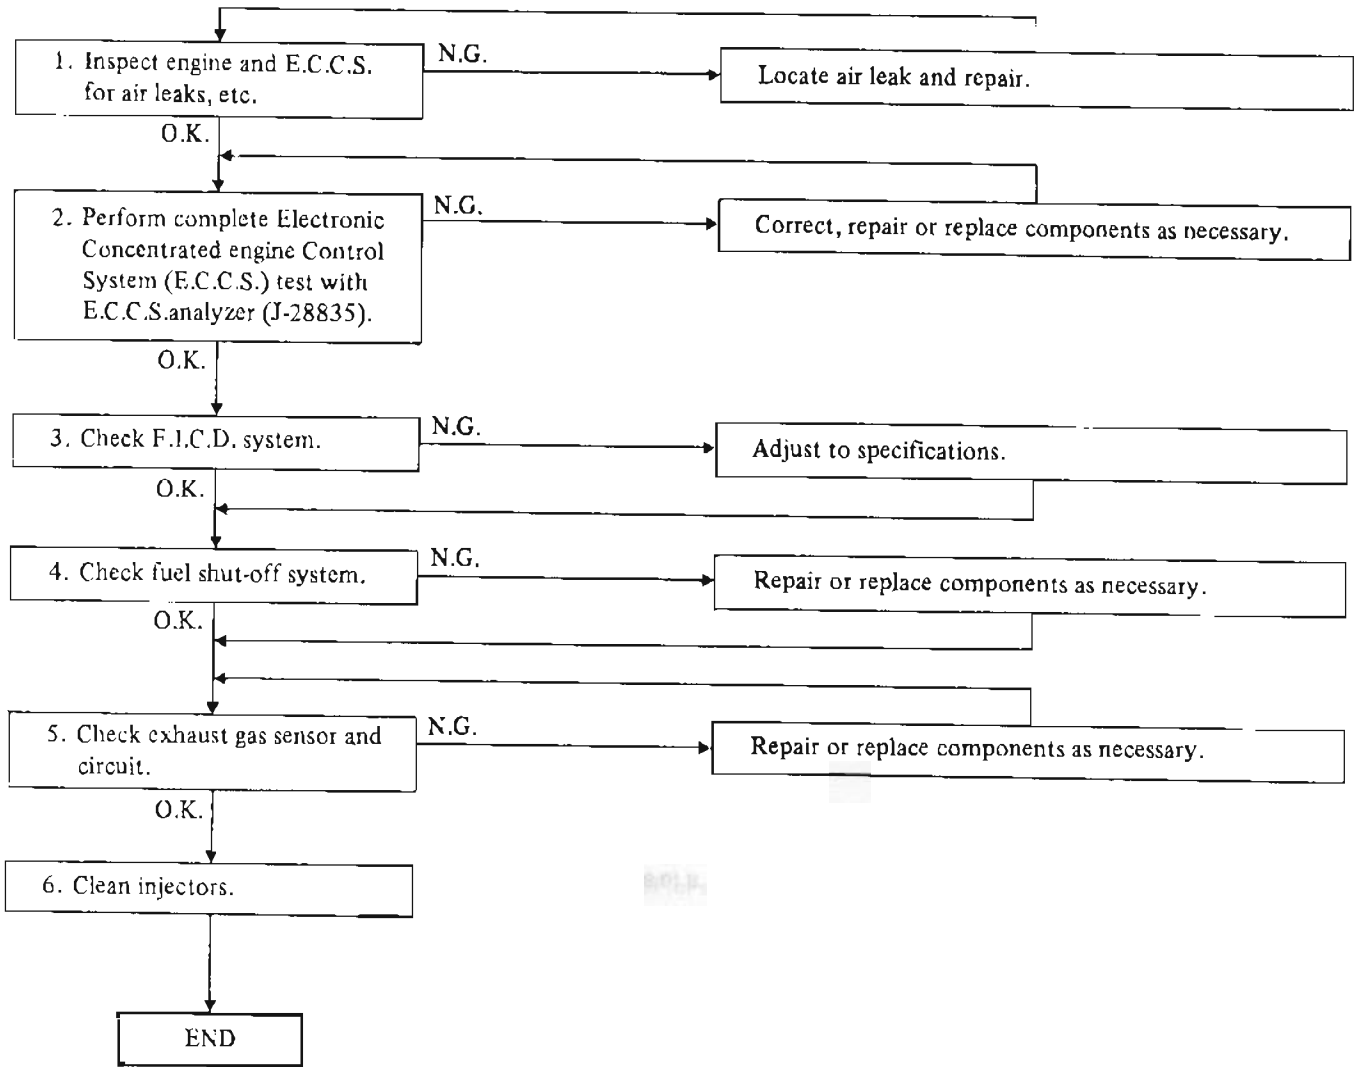 1. Inspect engine and E.C.C.S.
for air leaks, etc.
N.G.
Locate air leak and repair.
O.K.
2. Perform complete Electronic
Concentrated engine Control
System (E.C.C.S.) test with
E.C.C.S.analyzer (J-28835).
N.G.
Correct, repair or replace components as necessary.
O.K.
3. Check F.I.C.D. system.
N.G.
Adjust to specifications.
O.K.
4. Check fuel shut-off system.
N.G.
Repair or replace components as necessary.
O.K.
5. Check exhaust gas sensor and
circuit.
N.G.
Repair or replace components as necessary.
O.K.
6. Clean injectors.
END